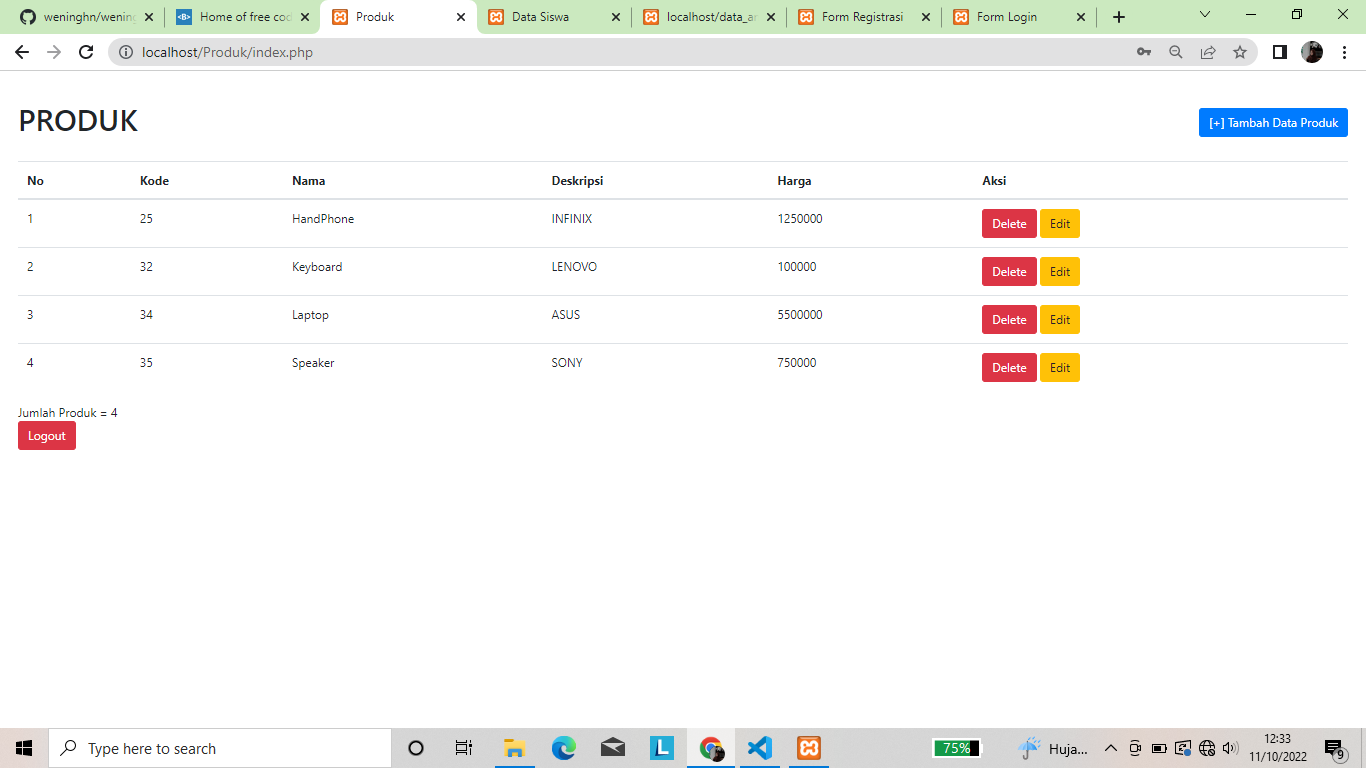 weninghn/wening
Home of free cod
Produk
Data Siswa
localhost/data_an
Form Registrasi
Form Login
localhost/Produk/index.php
PRODUK
[+] Tambah Data Produk
No Kode Nama Deskripsi Harga Aksi
1 25 HandPhone INFINIX 1250000 Delete Edit
2 32 Keyboard LENOVO 100000 Delete Edit
3 34 Laptop ASUS 5500000 Delete Edit
4 35 Speaker SONY 750000 Delete Edit
Jumlah Produk = 4
Logout
Type here to search
75%
Huja...
12:33
11/10/2022
9